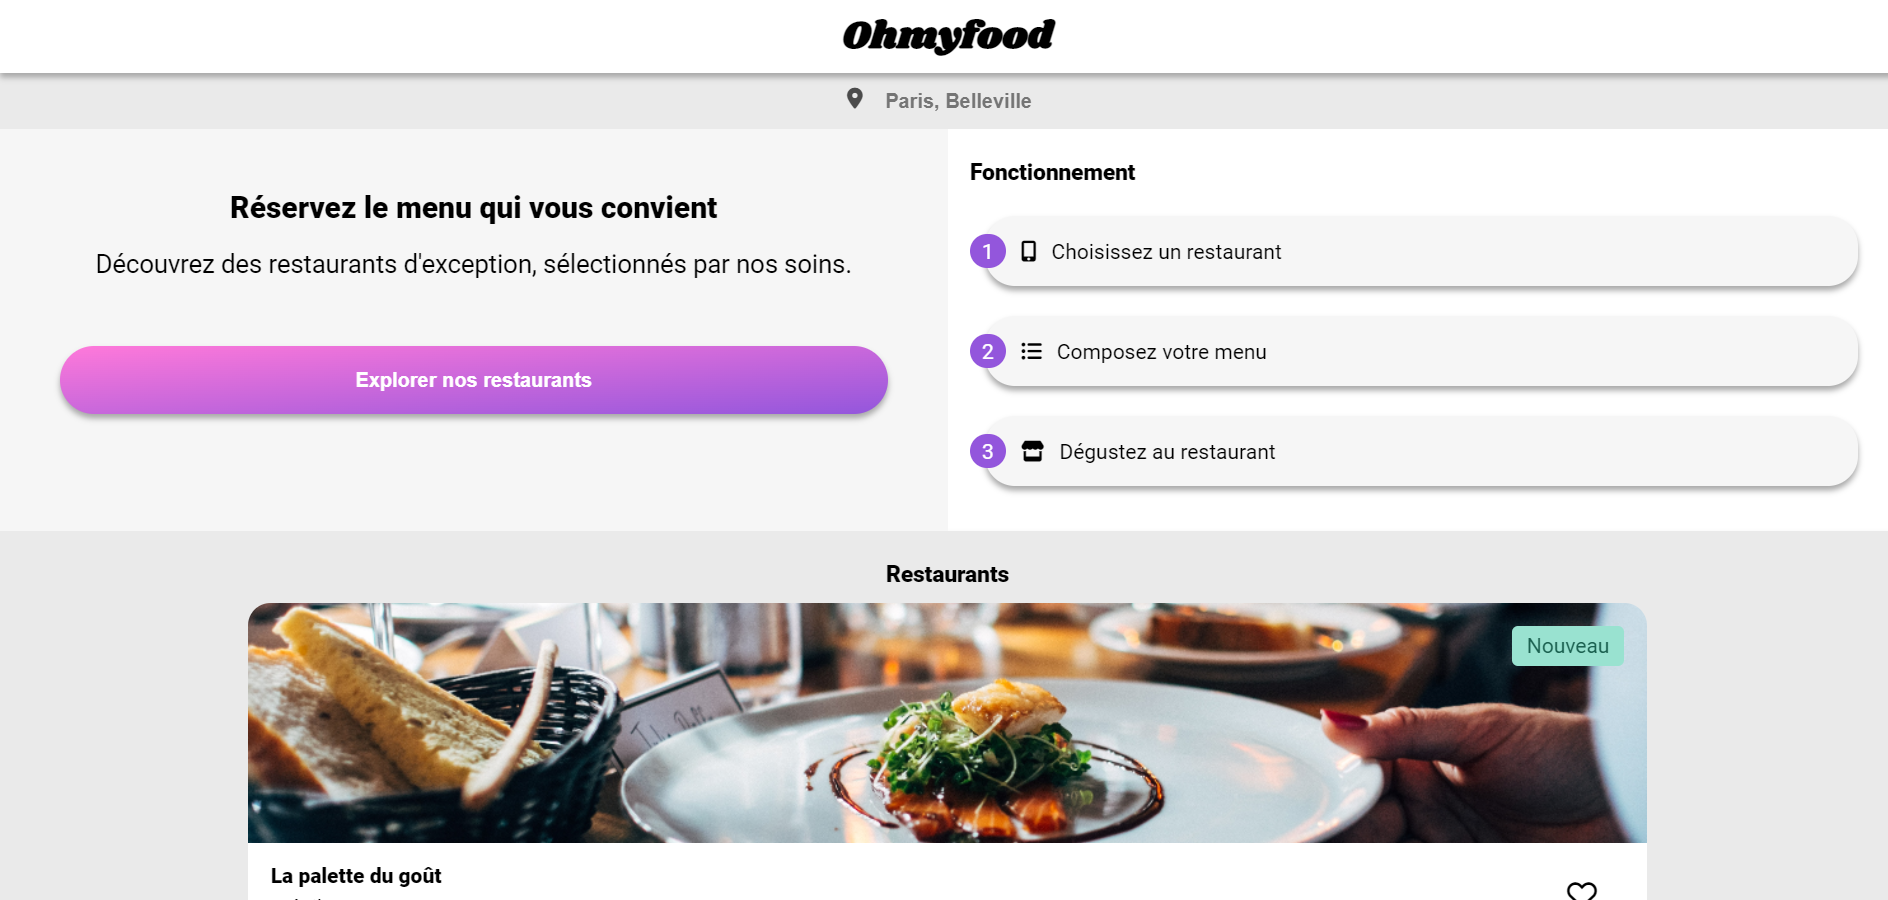 Ohmyfood
Paris, Belleville
Réservez le menu qui vous convient
Découvrez des restaurants d'exception, sélectionnés par nos soins.
Explorer nos restaurants
Fonctionnement
1 Choisissez un restaurant
2 Composez votre menu
3 Dégustez au restaurant
Restaurants
Nouveau
La palette du goût